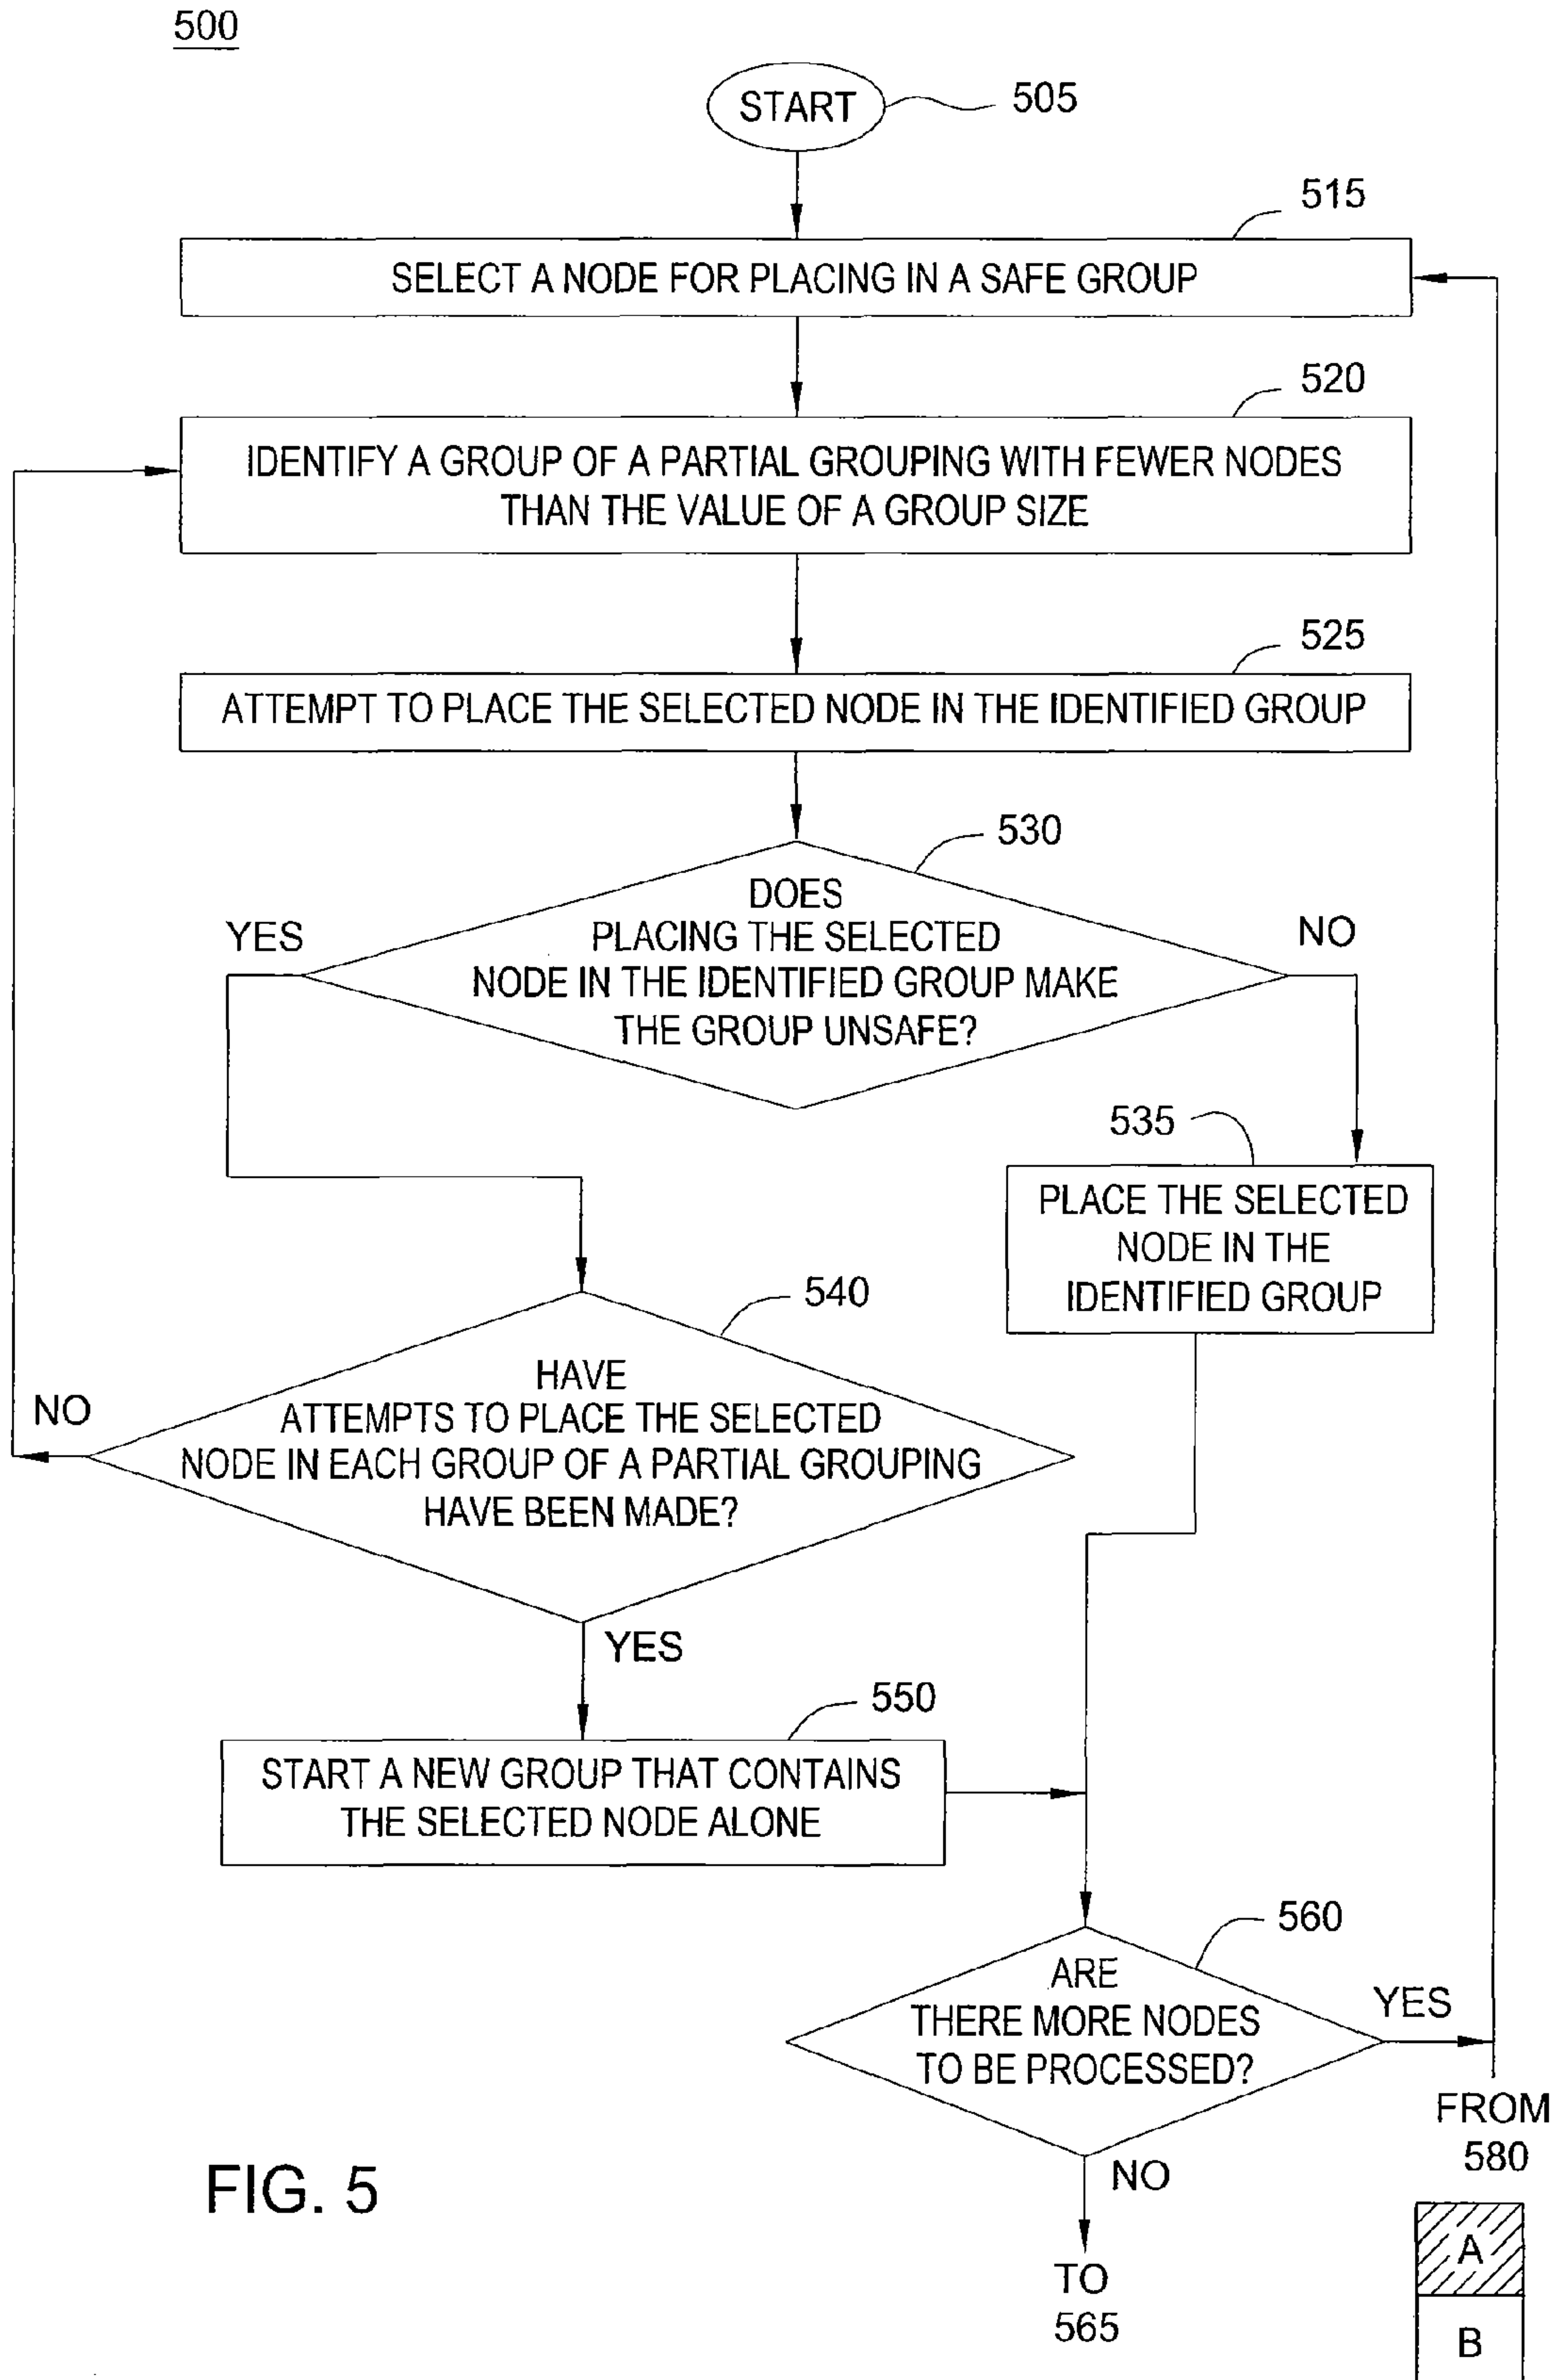 500
START
505
515
SELECT A NODE FOR PLACING IN A SAFE GROUP
520
IDENTIFY A GROUP OF A PARTIAL GROUPING WITH FEWER NODES
THAN THE VALUE OF A GROUP SIZE
525
ATTEMPT TO PLACE THE SELECTED NODE IN THE IDENTIFIED GROUP
530
DOES
PLACING THE SELECTED
NODE IN THE IDENTIFIED GROUP MAKE
THE GROUP UNSAFE?
YES
NO
535
PLACE THE SELECTED
NODE IN THE
IDENTIFIED GROUP
540
HAVE
ATTEMPTS TO PLACE THE SELECTED
NODE IN EACH GROUP OF A PARTIAL GROUPING
HAVE BEEN MADE?
NO
YES
550
START A NEW GROUP THAT CONTAINS
THE SELECTED NODE ALONE
560
ARE
THERE MORE NODES
TO BE PROCESSED?
YES
FROM
580
NO
TO
565
FIG. 5
A
B